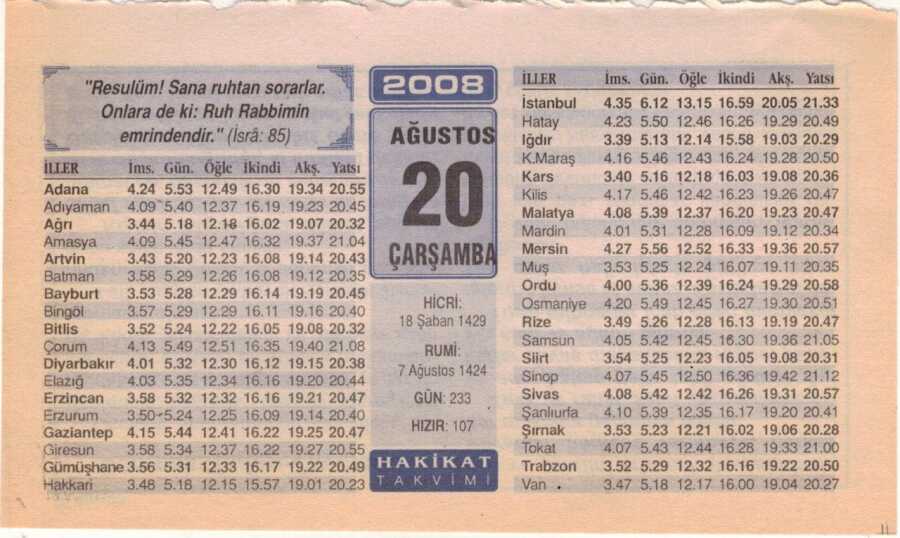 "Resulüm! Sana ruhtan sorarlar.
Onlara de ki: Ruh Rabbimin
emrindendir." (İsrâ: 85)
İLLER İms. Gün. Öğle İkindi Akş. Yatsı
Adana 4.24 5.53 12.49 16.30 19.34 20.55
Adıyaman 4.09 5.40 12.37 16.19 19.23 20.45
Ağrı 3.44 5.18 12.18 16.02 19.07 20.32
Amasya 4.09 5.45 12.47 16.32 19.37 21.04
Artvin 3.43 5.20 12.23 16.08 19.14 20.43
Batman 3.58 5.29 12.26 16.08 19.12 20.35
Bayburt 3.53 5.28 12.29 16.14 19.19 20.45
Bingöl 3.57 5.29 12.29 16.11 19.16 20.40
Bitlis 3.52 5.24 12.22 16.05 19.08 20.32
Çorum 4.13 5.49 12.51 16.35 19.40 21.08
Diyarbakır 4.01 5.32 12.30 16,12 19.15 20.38
Elazığ 4.03 5.35 12.34 16.16 19.20 20.44
Erzincan 3.58 5.32 12.32 16.16 19.21 20.47
Erzurum 3.50 5.24 12.25 16.09 19.14 20.40
Gaziantep 4.15 5.44 12.41 16.22 19.25 20.47
Giresun 3.58 5.34 12.37 16.22 19.27 20.55
Gümüşhane 3.56 5.31 12.33 16.17 19.22 20.49
Hakkari 3.48 5.18 12.15 15.57 19.01 20.23
2008
AĞUSTOS
20
ÇARŞAMBA
HİCRİ:
18 Şaban 1429
RUMİ:
7 Ağustos 1424
GÜN: 233
HIZIR: 107
HAKİKAT
TAKVİMİ
İLLER İms. Gün. Öğle İkindi Akş. Yatsı
İstanbul 4.35 6.12 13.15 16.59 20.05 21.33
Hatay 4.23 5.50 12.46 16.26 19.29 20.49
Iğdır 3.39 5.13 12.14 15.58 19.03 20.29
K.Maraş 4.16 5.46 12.43 16.24 19.28 20.50
Kars 3.40 5.16 12.18 16.03 19.08 20.36
Kilis 4.17 5.46 12.42 16.23 19.26 20.47
Malatya 4.08 5.39 12.37 16.20 19.23 20.47
Mardin 4.01 5.31 12.28 16.09 19.12 20.34
Mersin 4.27 5.56 12.52 16.33 19.36 20.57
Muş 3.53 5.25 12.24 16.07 19.11 20.35
Ordu 4.00 5.36 12.39 16.24 19.29 20.58
Osmaniye 4.20 5.49 12.45 16.27 19.30 20.51
Rize 3.49 5.26 12.28 16.13 19.19 20.47
Samsun 4.05 5.42 12.45 16.30 19.36 21.05
Siirt 3.54 5.25 12.23 16.05 19.08 20.31
Sinop 4.07 5.45 12.50 16.36 19.42 21.12
Sivas 4.08 5.42 12.42 16.26 19.31 20.57
Şanlıurfa 4.10 5.39 12.35 16.17 19.20 20.41
Şırnak 3.53 5.23 12.21 16.02 19.06 20.28
Tokat 4.07 5.43 12.44 16.28 19.33 21.00
Trabzon 3.52 5.29 12.32 16.16 19.22 20.50
Van 3.47 5.18 12.17 16.00 19.04 20.27